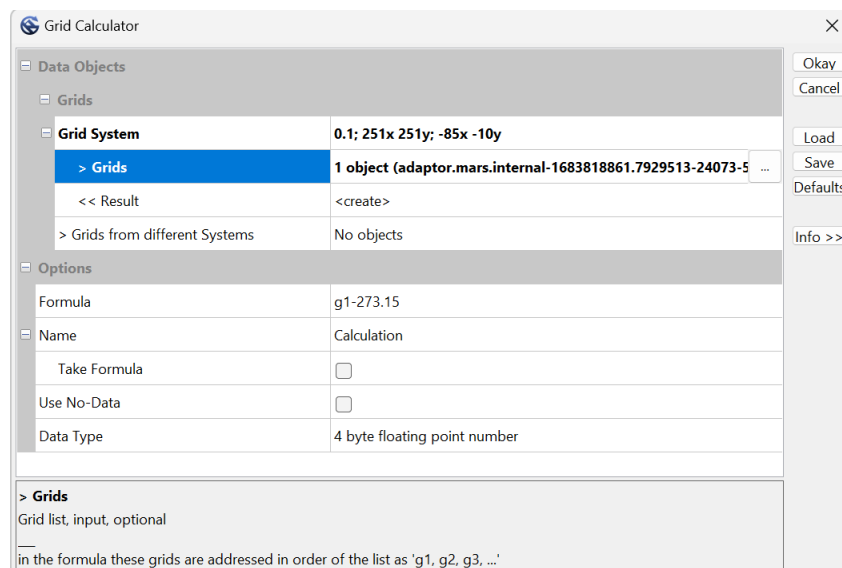 Grid Calculator
Data Objects
Okay
Cancel
Grids
Grid System 0.1; 251x 251y; -85x -10y
Load
> Grids 1 object (adaptor.mars.internal-1683818861.7929513-24073-5 ...
Save
Defaults
<< Result <create>
> Grids from different Systems No objects
Info >>
Options
Formula g1-273.15
Name Calculation
Take Formula
Use No-Data
Data Type 4 byte floating point number
> Grids
Grid list, input, optional
__
in the formula these grids are addressed in order of the list as 'g1, g2, g3, ...'